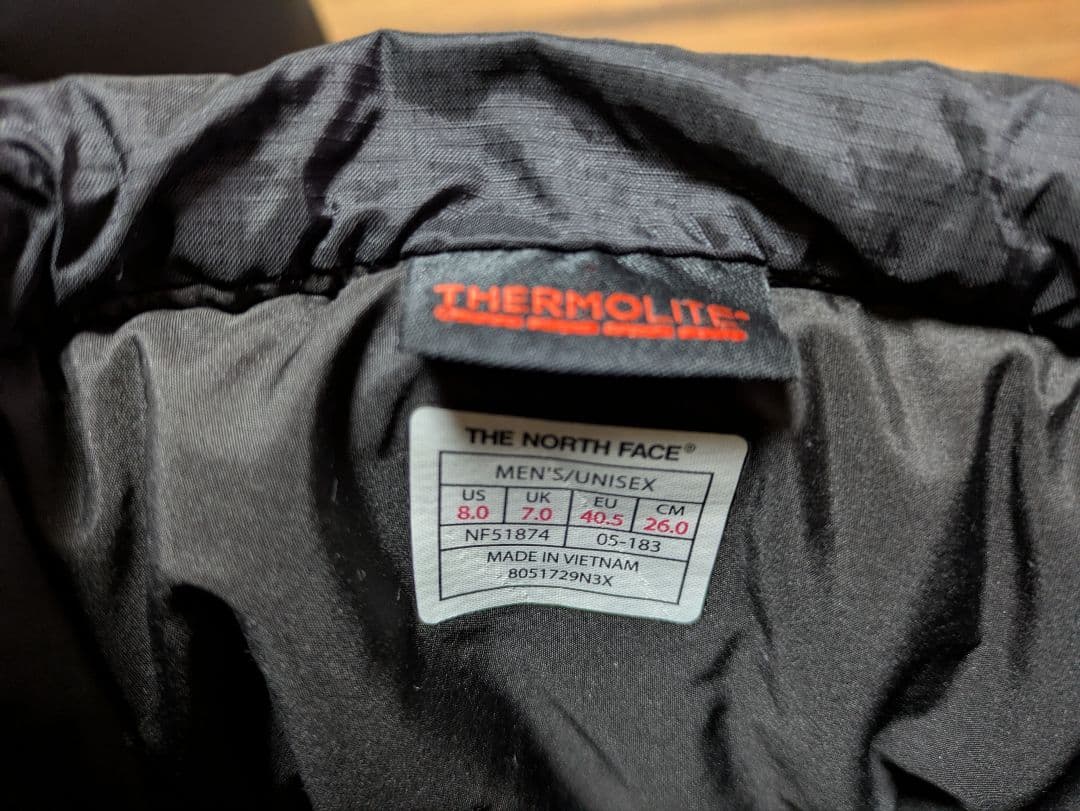 THERMOLITE
THE NORTH FACE®
MEN'S/UNISEX
US UK EU CM
8.0 7.0 40.5 26.0
NF51874 05-183
MADE IN VIETNAM
8051729N3X